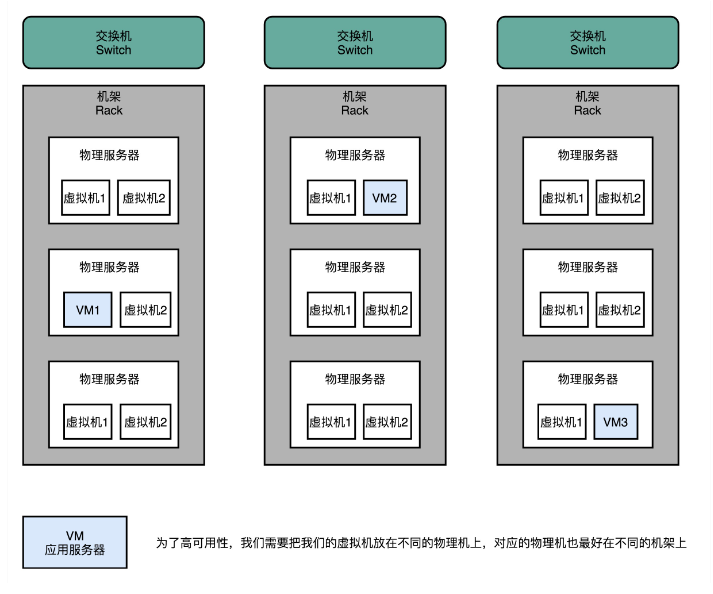 交换机
Switch
交换机
Switch
交换机
Switch
机架
Rack
物理服务器
虚拟机1
虚拟机2
物理服务器
VM1
虚拟机2
物理服务器
虚拟机1
虚拟机2
机架
Rack
物理服务器
虚拟机1
VM2
物理服务器
虚拟机1
虚拟机2
物理服务器
虚拟机1
虚拟机2
机架
Rack
物理服务器
虚拟机1
虚拟机2
物理服务器
虚拟机1
虚拟机2
物理服务器
虚拟机1
VM3
VM
应用服务器
为了高可用性，我们需要把我们的虚拟机放在不同的物理机上，对应的物理机也最好在不同的机架上